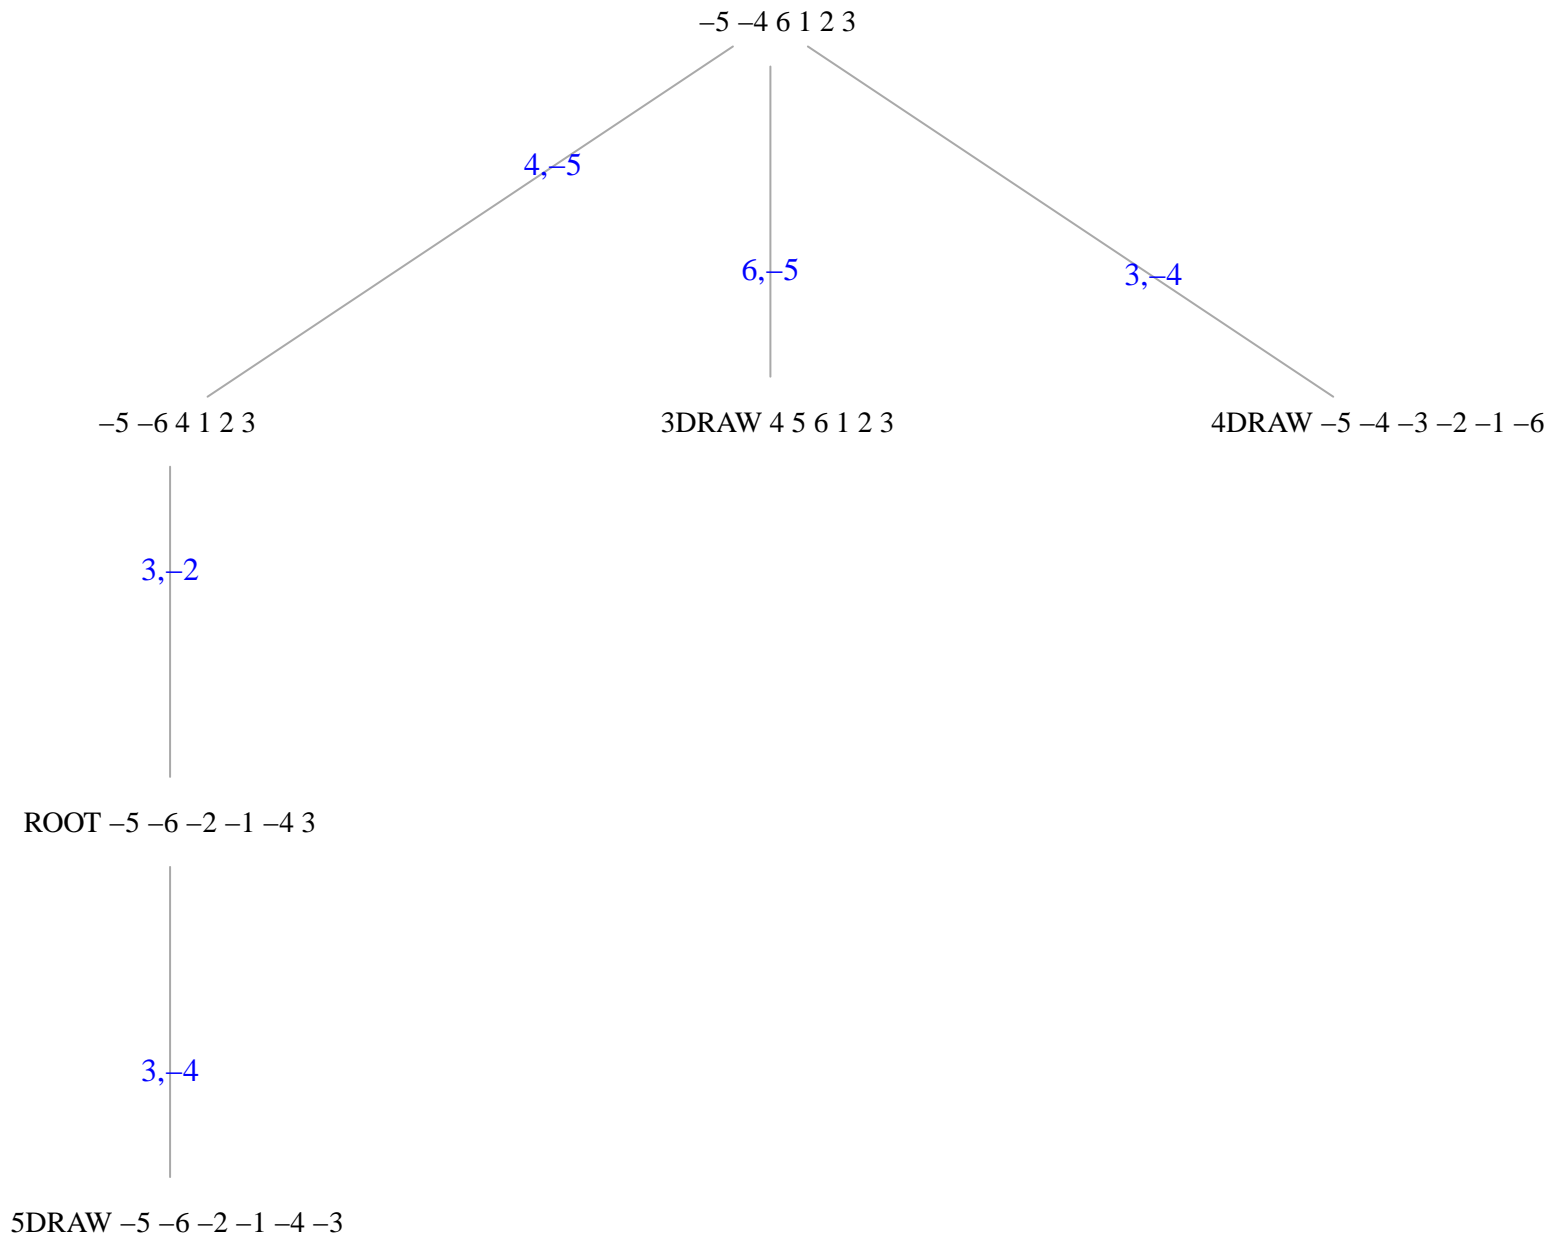 –5 –4 6 1 2 3
4,–5
6,–5
3,–4
–5 –6 4 1 2 3
3DRAW 4 5 6 1 2 3
4DRAW –5 –4 –3 –2 –1 –6
3,–2
ROOT –5 –6 –2 –1 –4 3
3,–4
5DRAW –5 –6 –2 –1 –4 –3